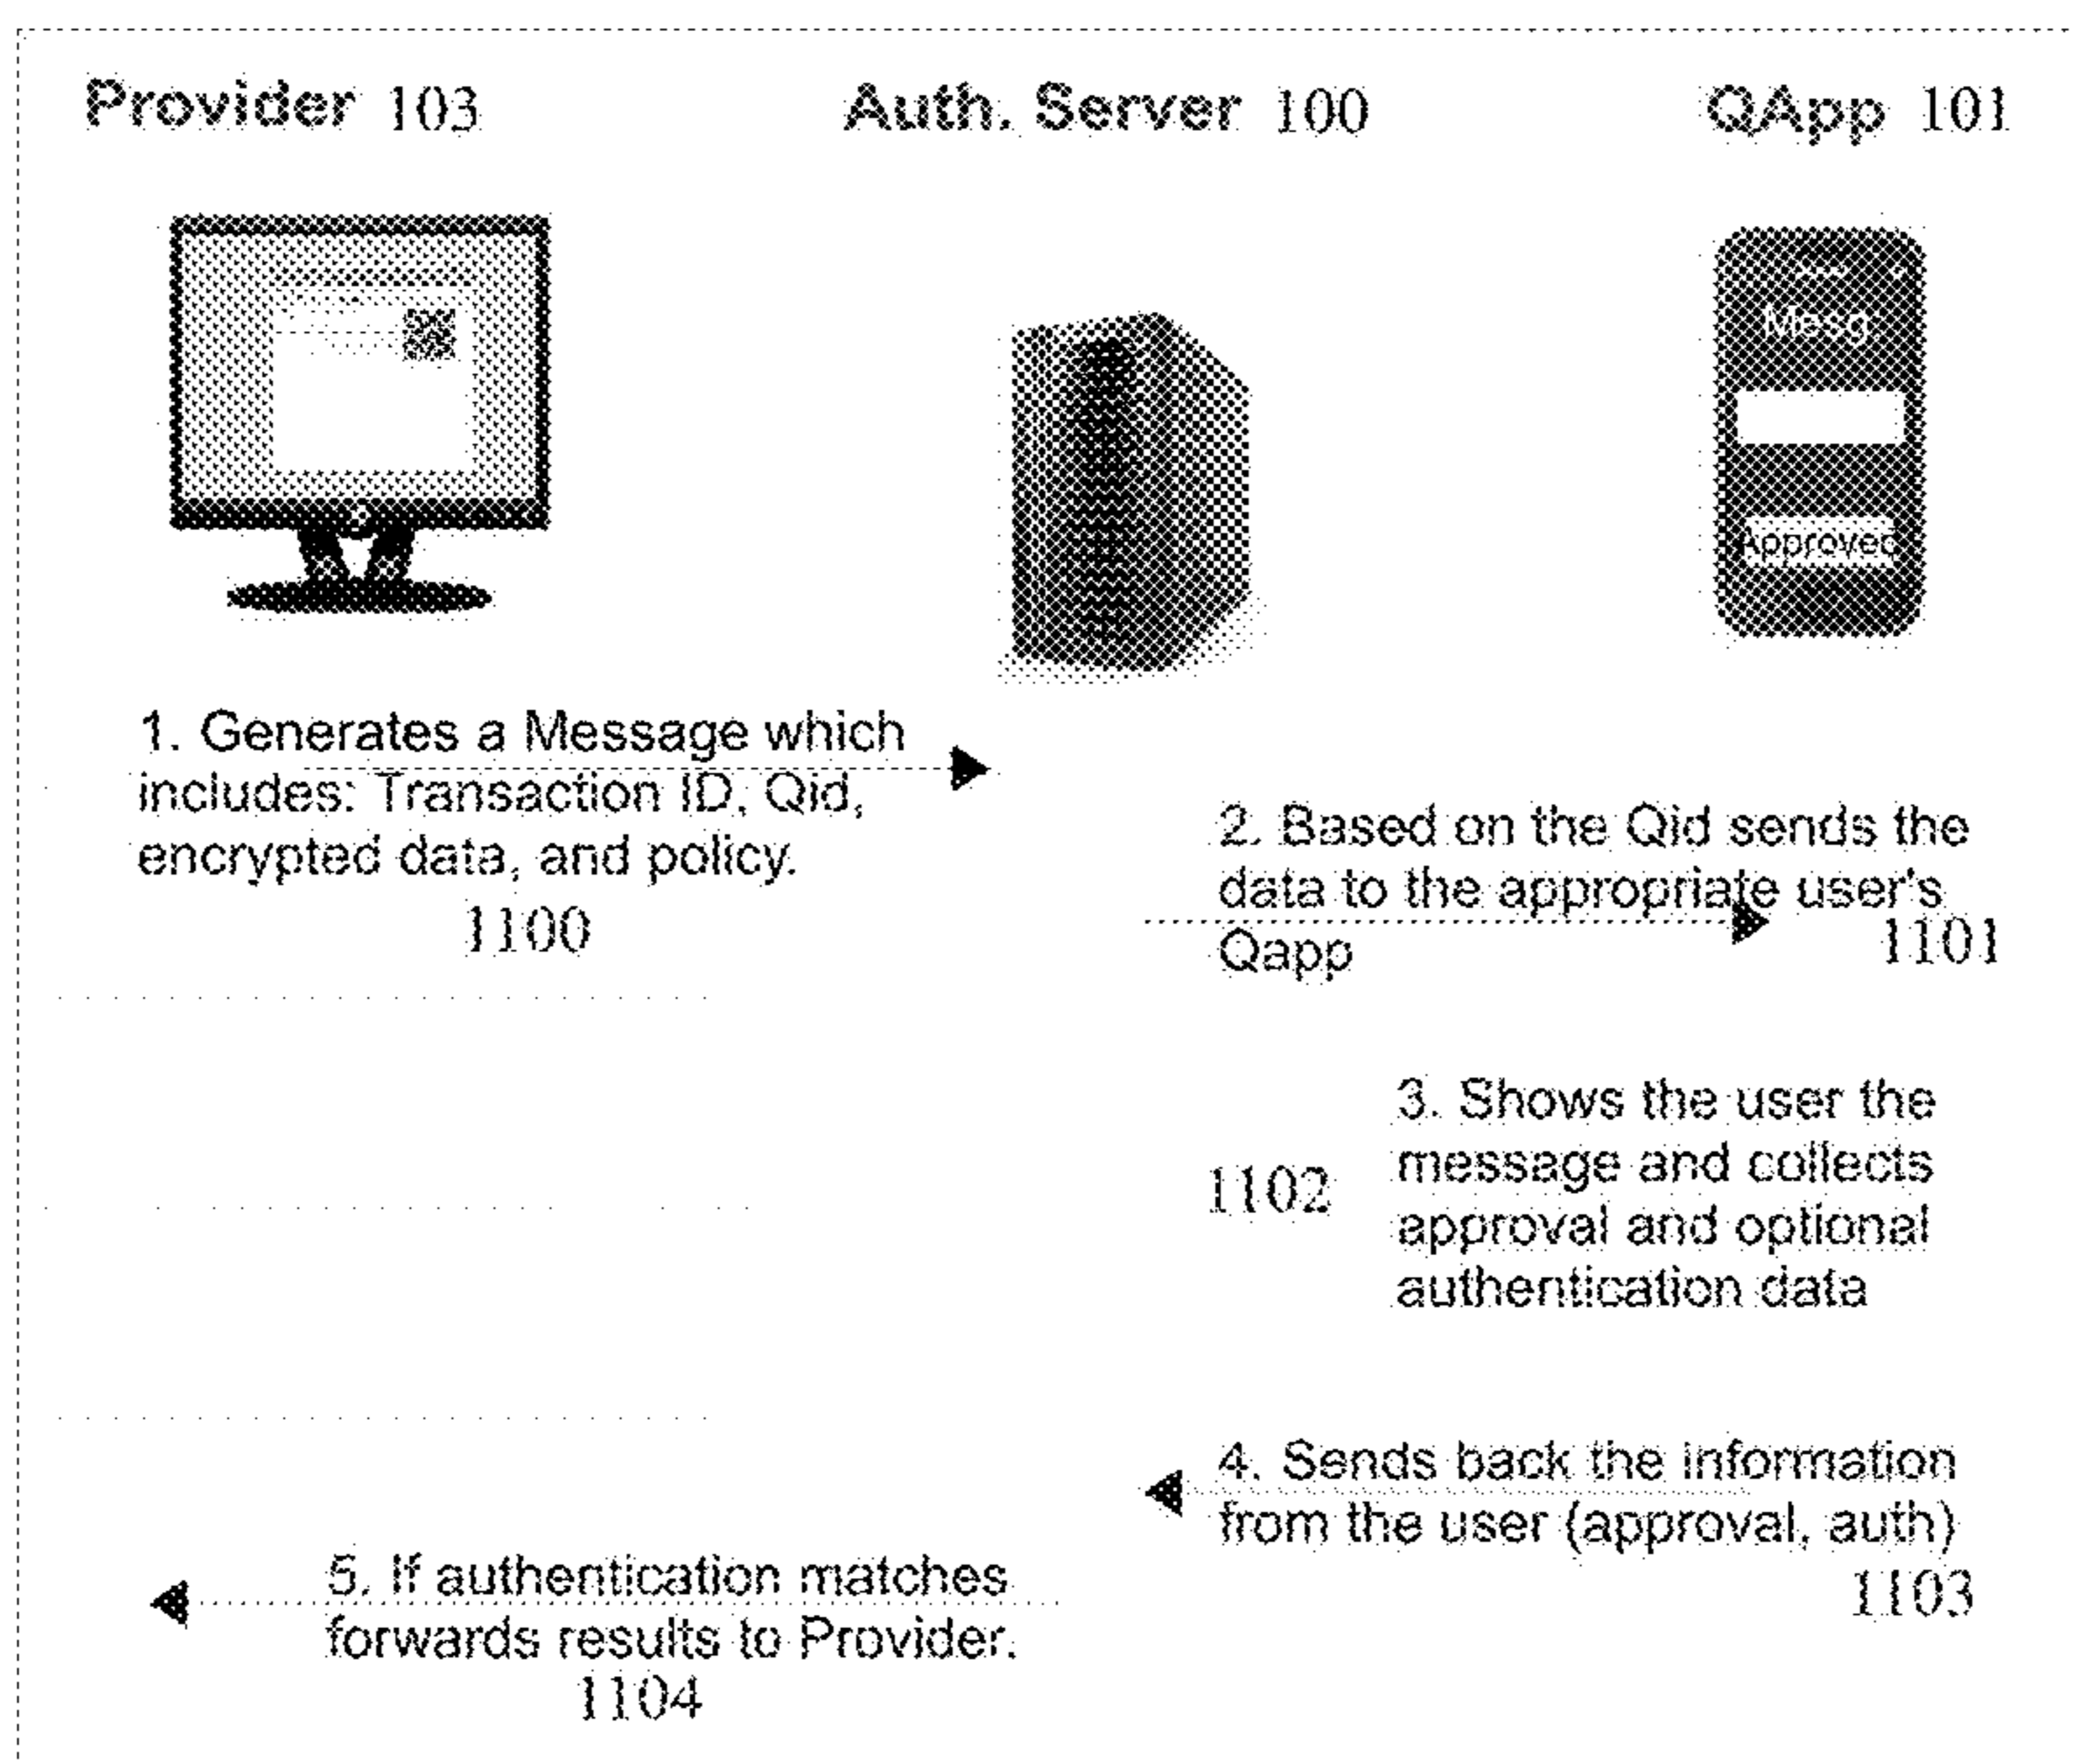 Provider 103
Auth. Server 100
QApp 101
Mesg
Approved
1. Generates a Message which
includes: Transaction ID, Qid,
encrypted data, and policy.
1100
2. Based on the Qid sends the
data to the appropriate user's
Qapp
1101
3. Shows the user the
message and collects
approval and optional
authentication data
1102
4. Sends back the information
from the user (approval, auth)
1103
5. If authentication matches
forwards results to Provider.
1104